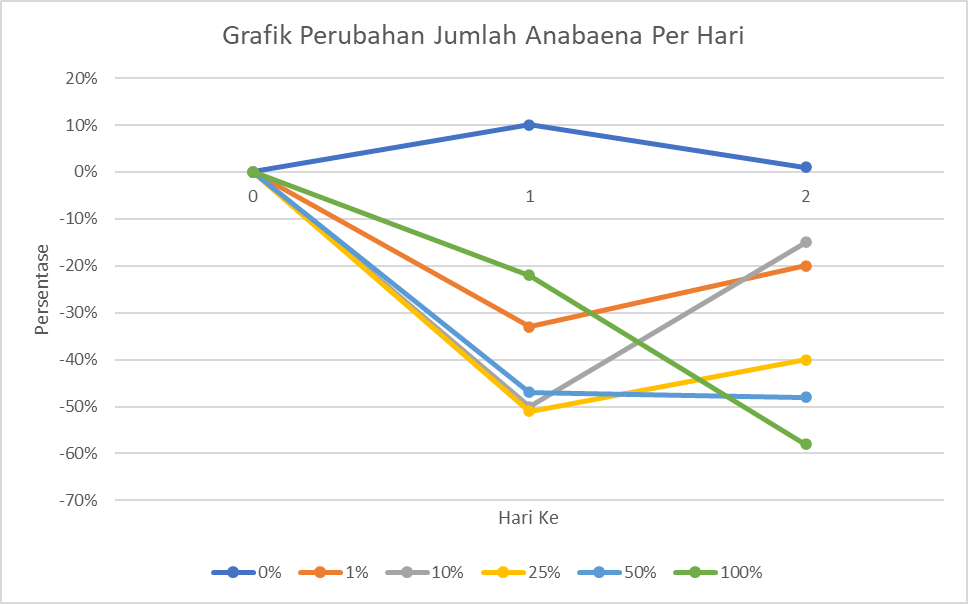 Grafik Perubahan Jumlah Anabaena Per Hari
20%
10%
0%
0 1 2
-10%
-20%
-30%
-40%
-50%
-60%
-70%
Persentase
Hari Ke
0% 1% 10% 25% 50% 100%